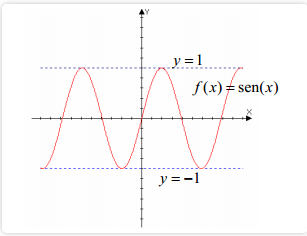 Y
y = 1
f(x) = sen(x)
X
y = −1